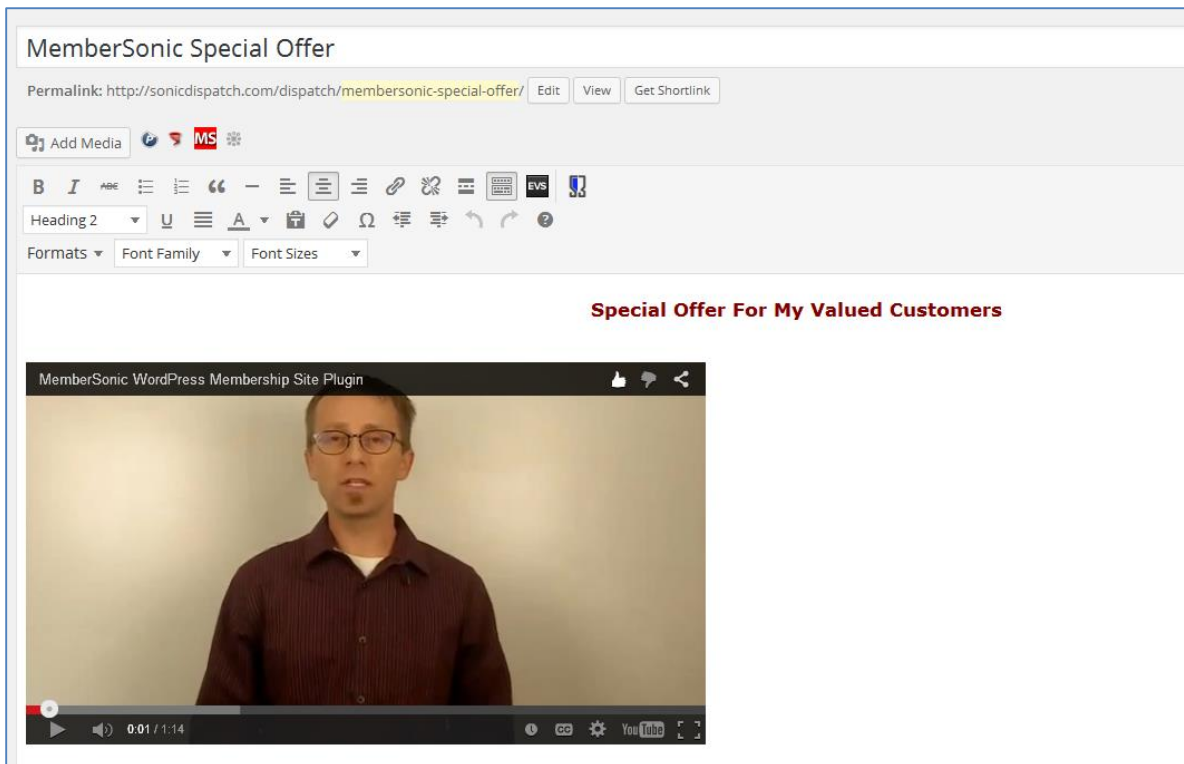 MemberSonic Special Offer
Permalink: http://sonicdispatch.com/dispatch/membersonic-special-offer/ Edit View Get Shortlink
Add Media P MS
B I ABC EVS
Heading 2 U A T Ω ?
Formats Font Family Font Sizes
Special Offer For My Valued Customers
MemberSonic WordPress Membership Site Plugin
0:01 / 1:14 CC YouTube